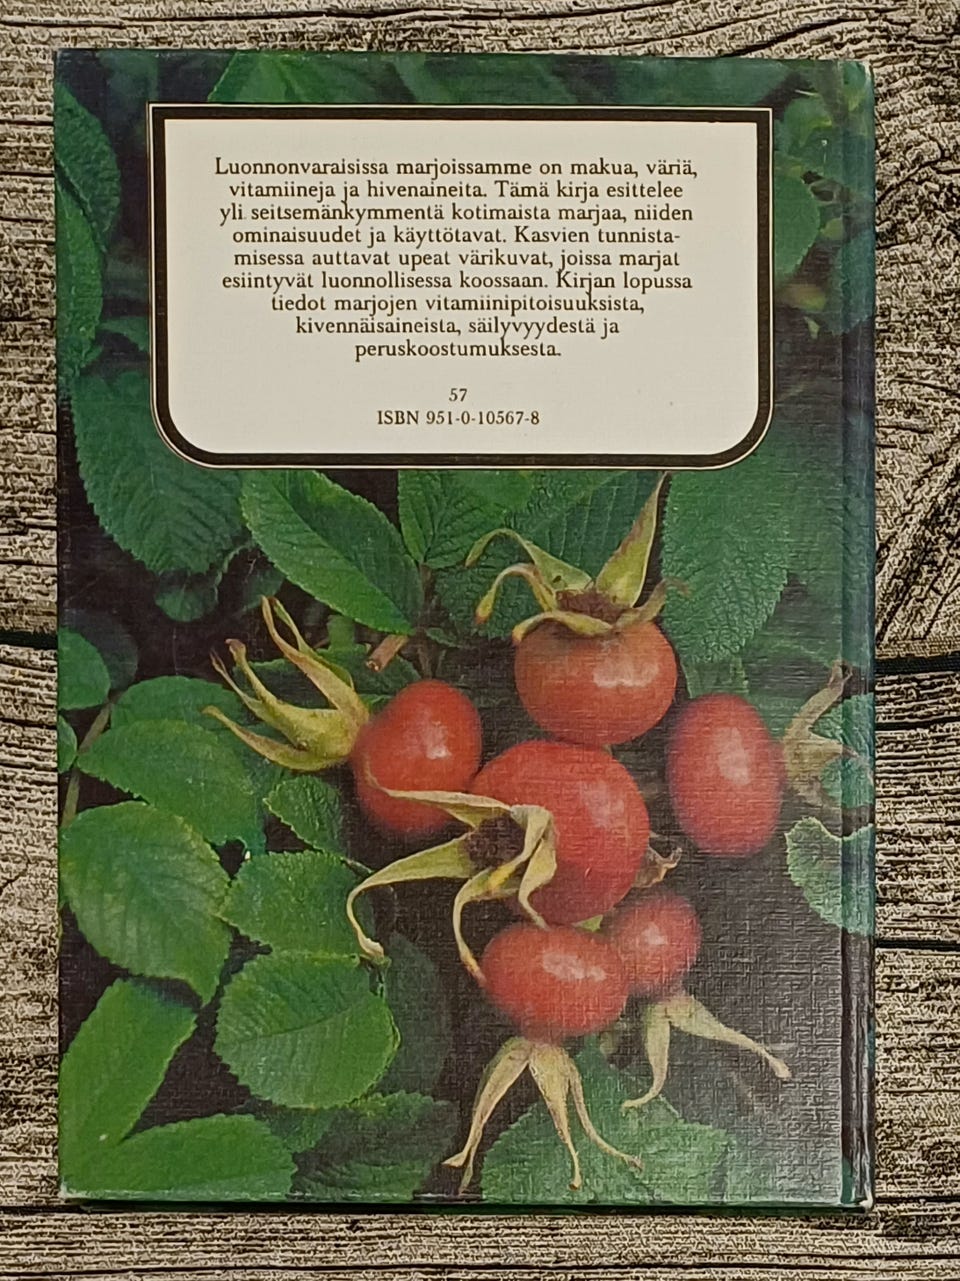 Luonnonvaraisissa marjoissamme on makua, väriä,
vitamiineja ja hivenaineita. Tämä kirja esittelee
yli seitsemänkymmentä kotimaista marjaa, niiden
ominaisuudet ja käyttötavat. Kasvien tunnista-
misessa auttavat upeat värikuvat, joissa marjat
esiintyvät luonnollisessa koossaan. Kirjan lopussa
tiedot marjojen vitamiinipitoisuuksista,
kivennäisaineista, säilyvyydestä ja
peruskoostumuksesta.
57
ISBN 951-0-10567-8